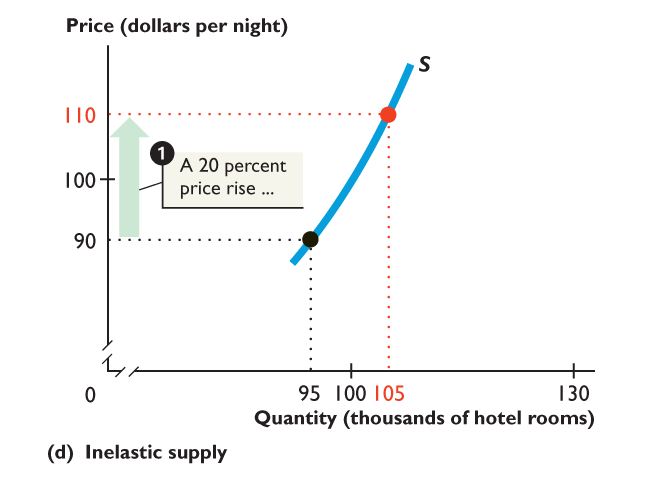 Price (dollars per night)
S
110
1
A 20 percent
price rise ...
100
90
0
95 100 105 130
Quantity (thousands of hotel rooms)
(d) Inelastic supply